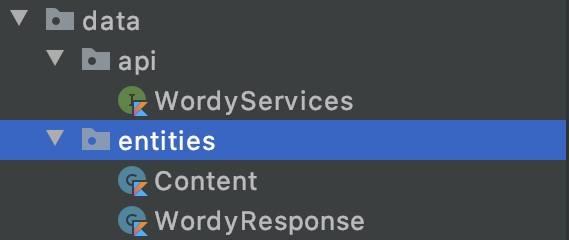 data
api
WordyServices
entities
Content
WordyResponse